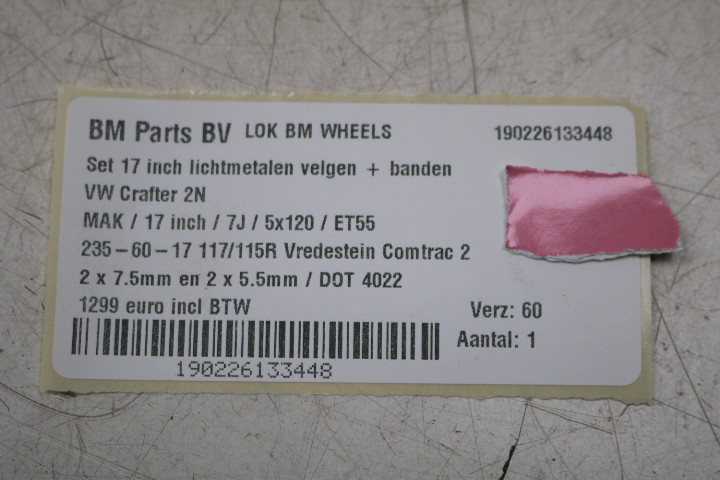 BM Parts BV LOK BM WHEELS 190226133448
Set 17 inch lichtmetalen velgen + banden
VW Crafter 2N
MAK / 17 inch / 7J / 5x120 / ET55
235-60-17 117/115R Vredestein Comtrac 2
2 x 7.5mm en 2 x 5.5mm / DOT 4022
1299 euro incl BTW Verz: 60
Aantal: 1
190226133448